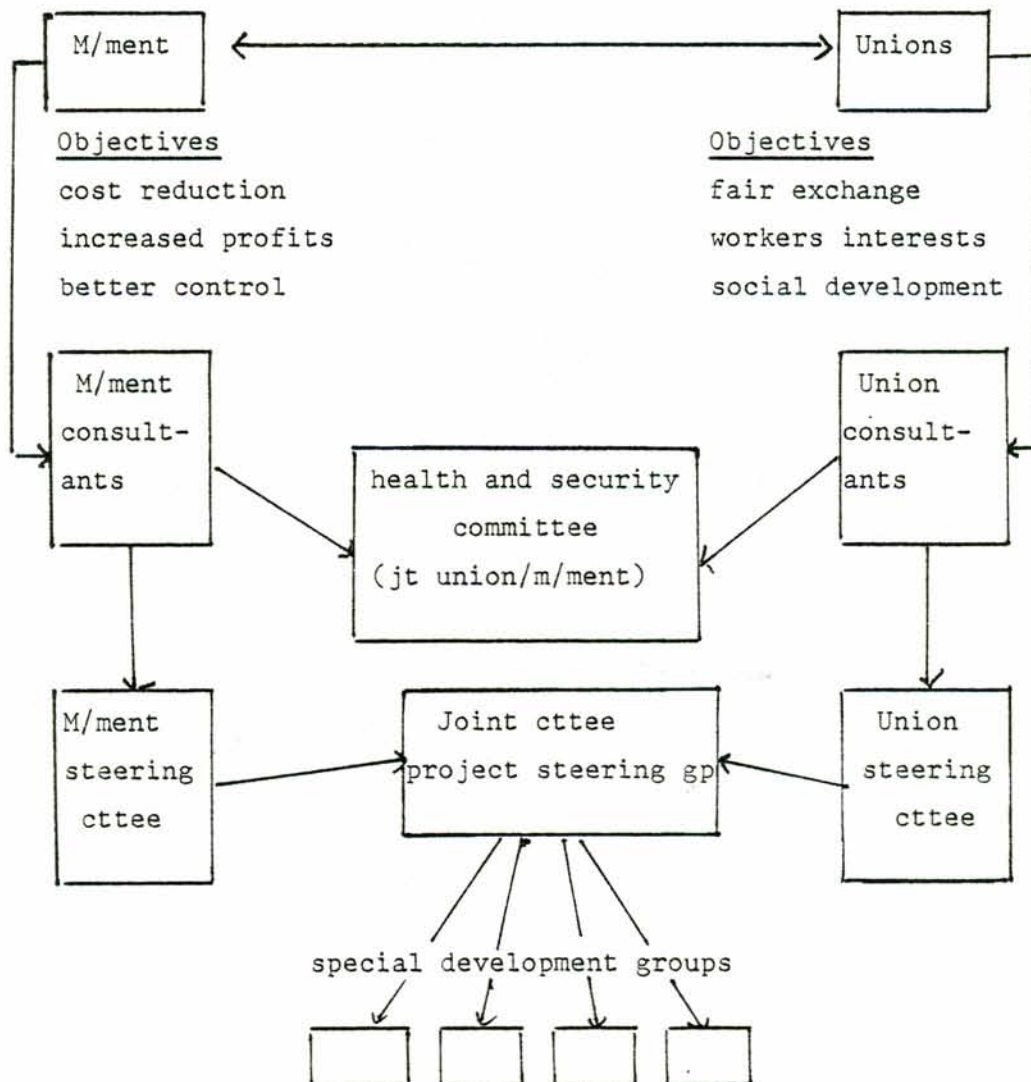 M/ment
Unions
Objectives
cost reduction
increased profits
better control
Objectives
fair exchange
workers interests
social development
M/ment
consult-
ants
Union
consult-
ants
health and security
committee
(jt union/m/ment)
M/ment
steering
cttee
Joint cttee
project steering gp
Union
steering
cttee
special development groups